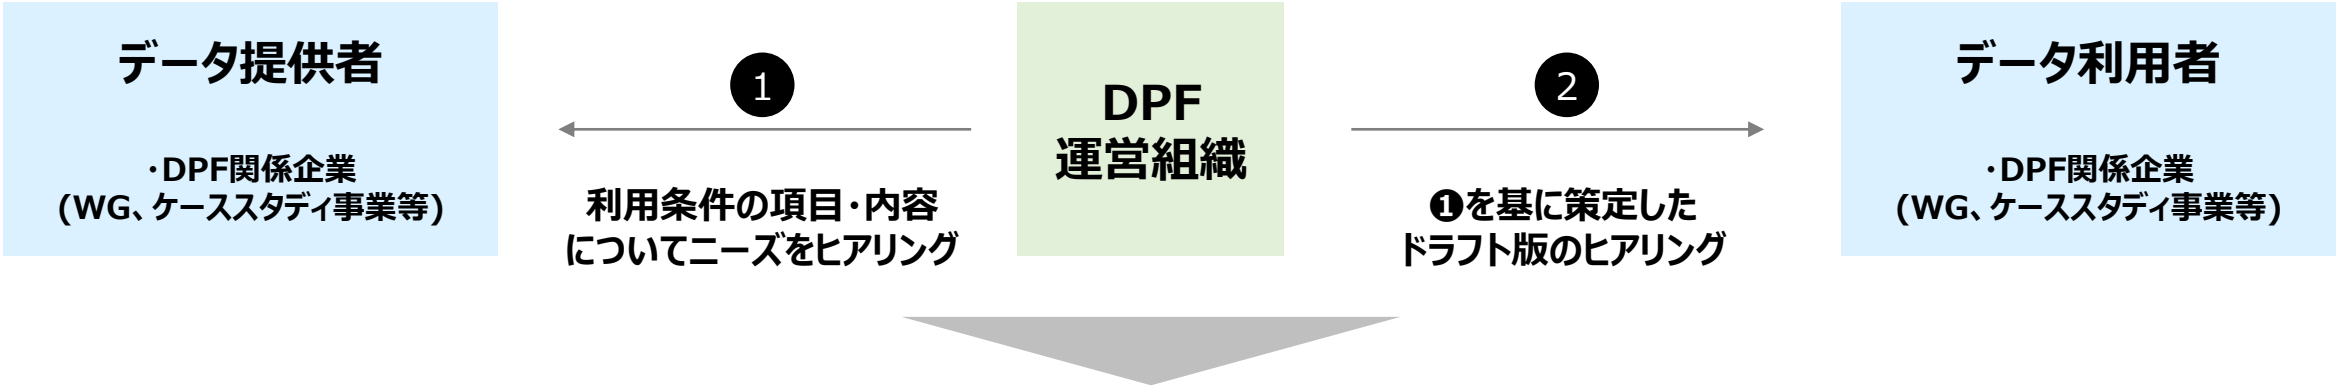 データ提供者
・DPF関係企業
(WG、ケーススタディ事業等)
1
利用条件の項目・内容
についてニーズをヒアリング
DPF
運営組織
2
❶を基に策定した
ドラフト版のヒアリング
データ利用者
・DPF関係企業
(WG、ケーススタディ事業等)